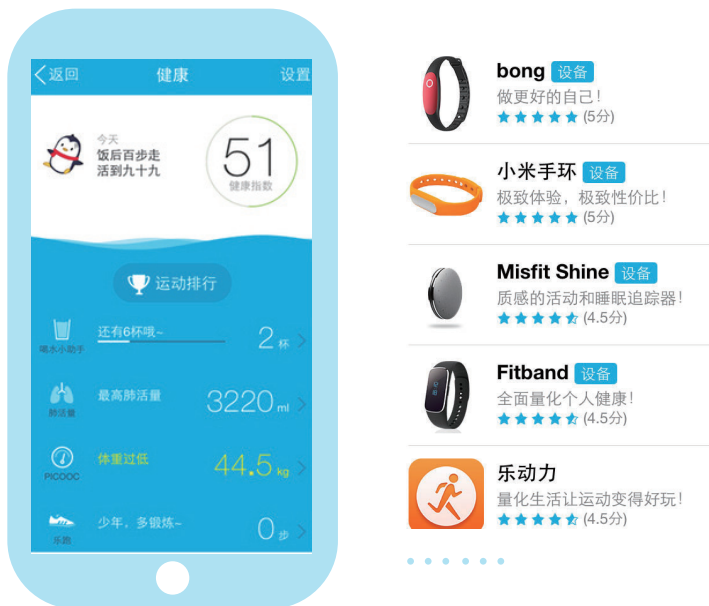 返回 健康 设置
今天
饭后百步走
活到九十九
51
健康指数
运动排行
还有6杯哦~
2 杯
喝水小助手
最高肺活量
3220 ml
肺活量
体重过低
44.5 kg
PICOOC
少年，多锻炼~
0 步
乐跑
bong 设备
做更好的自己！
(5分)
小米手环 设备
极致体验，极致性价比！
(5分)
Misfit Shine 设备
质感的活动和睡眠追踪器！
(4.5分)
Fitband 设备
全面量化个人健康！
(4.5分)
乐动力
量化生活让运动变得好玩！
(4.5分)